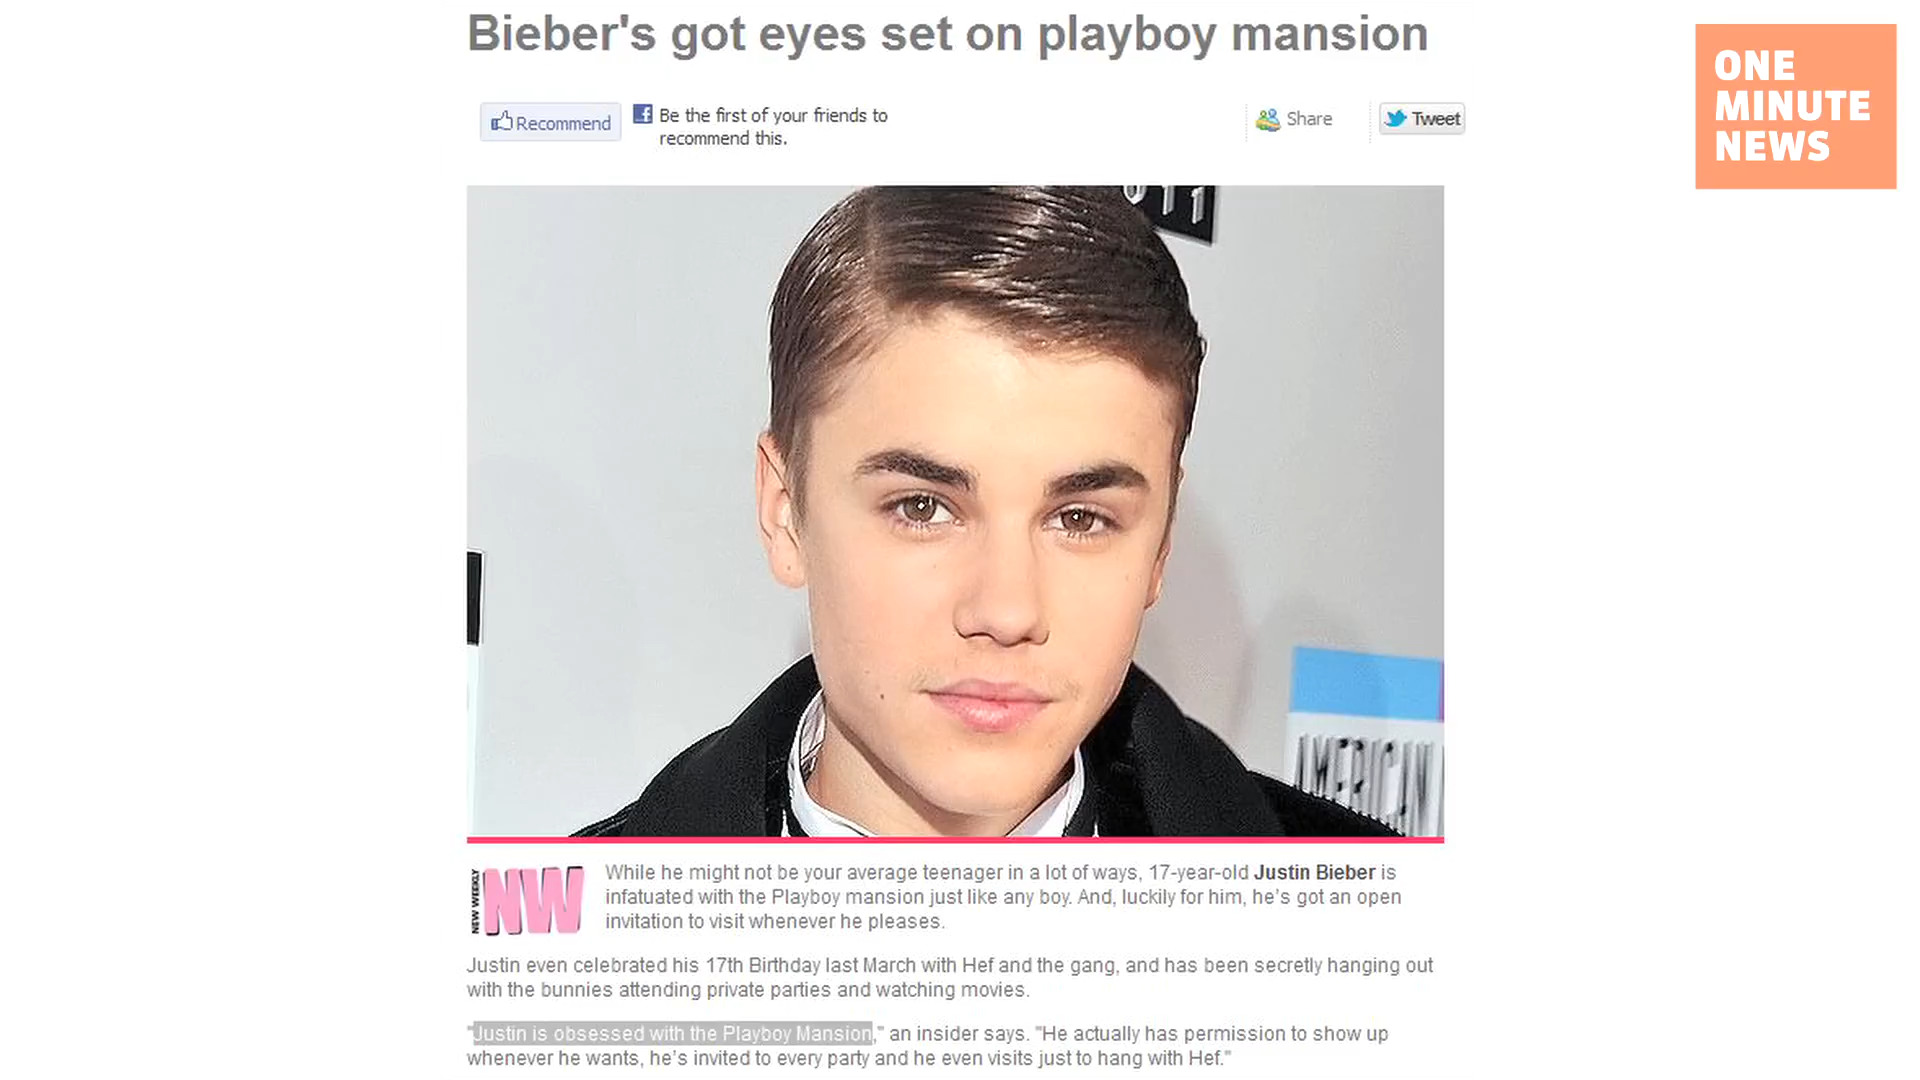 Bieber's got eyes set on playboy mansion
ONE
MINUTE
NEWS
Recommend
Be the first of your friends to
recommend this.
Share
Tweet
011
AMERICAN
NEW WEEKLY
NW
While he might not be your average teenager in a lot of ways, 17-year-old Justin Bieber is
infatuated with the Playboy mansion just like any boy. And, luckily for him, he's got an open
invitation to visit whenever he pleases.
Justin even celebrated his 17th Birthday last March with Hef and the gang, and has been secretly hanging out
with the bunnies attending private parties and watching movies.
"Justin is obsessed with the Playboy Mansion," an insider says. "He actually has permission to show up
whenever he wants, he's invited to every party and he even visits just to hang with Hef."